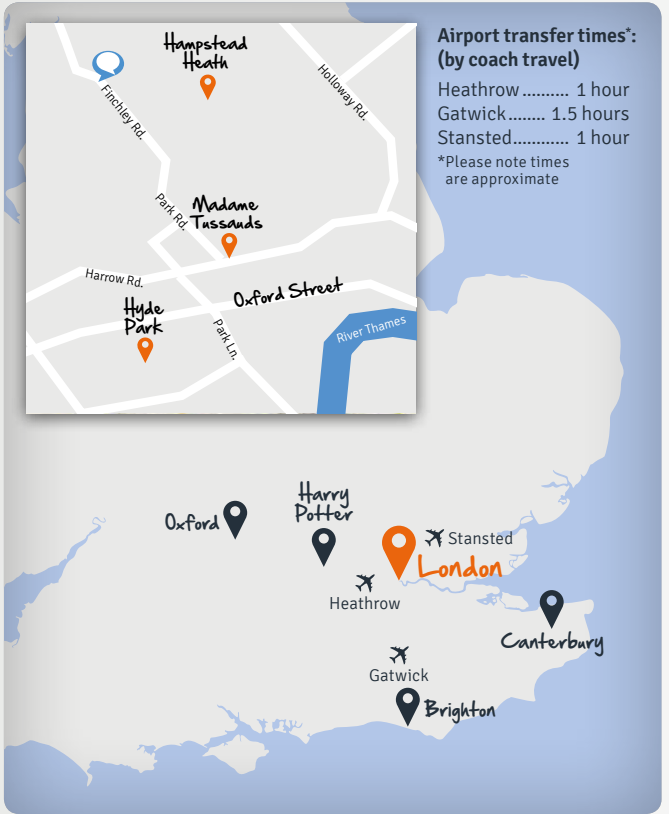 Airport transfer times*:
(by coach travel)
Heathrow .......... 1 hour
Gatwick ........ 1.5 hours
Stansted............ 1 hour
*Please note times
are approximate
Hampstead
Heath
Finchley Rd.
Holloway Rd.
Park Rd.
Madame
Tussauds
Harrow Rd.
Oxford Street
Hyde
Park
Park Ln.
River Thames
Harry
Potter
Oxford
Stansted
London
Heathrow
Canterbury
Gatwick
Brighton